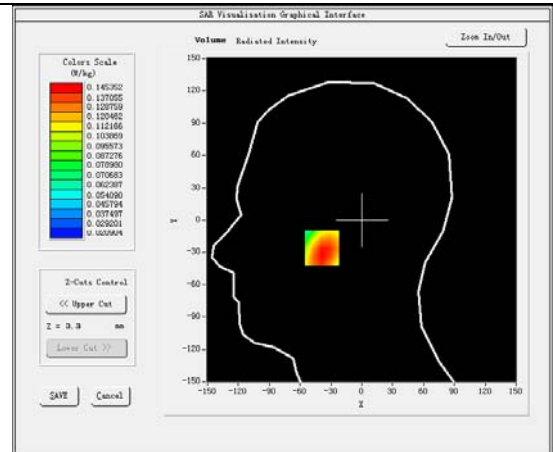 SAR Visualisation Graphical Interface
Volume Radiated Intensity
Zoom In/Out
Colors Scale
(W/kg)
0.145352
0.137055
0.128759
0.120462
0.112166
0.103869
0.095573
0.087276
0.078980
0.070683
0.062387
0.054090
0.045794
0.037497
0.029201
0.020904
150
120
90
60
30
0
-30
-60
-90
-120
-150
Y
-150 -120 -90 -60 -30 0 30 60 90 120 150
X
Z-Cuts Control
<< Upper Cut
Z = 3.3 mm
Lower Cut >>
SAVE Cancel